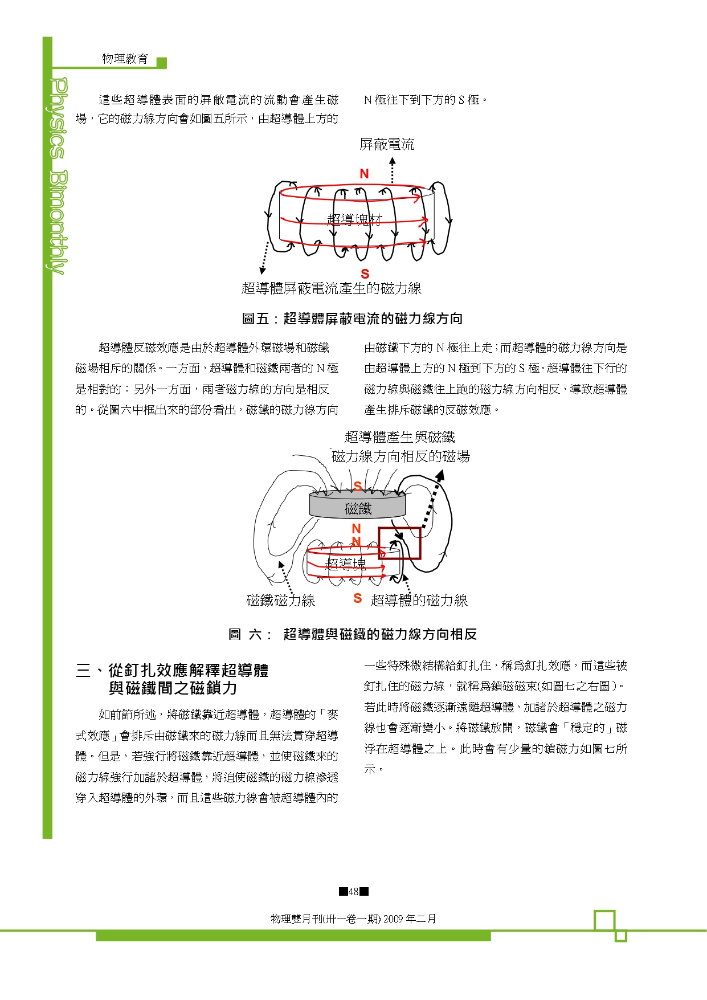 物理教育
Physics Bimonthly
這些超導體表面的屏敝電流的流動會產生磁
場，它的磁力線方向會如圖五所示，由超導體上方的
N 極往下到下方的 S 極。
屏蔽電流
N
超導塊材
S
超導體屏蔽電流產生的磁力線
圖五：超導體屏蔽電流的磁力線方向
超導體反磁效應是由於超導體外環磁場和磁鐵
磁場相斥的關係。一方面，超導體和磁鐵兩者的 N 極
是相對的；另外一方面，兩者磁力線的方向是相反
的。從圖六中框出來的部份看出，磁鐵的磁力線方向
由磁鐵下方的 N 極往上走；而超導體的磁力線方向是
由超導體上方的 N 極到下方的 S 極。超導體往下行的
磁力線與磁鐵往上跑的磁力線方向相反，導致超導體
產生排斥磁鐵的反磁效應。
超導體產生與磁鐵
磁力線方向相反的磁場
S
磁鐵
N
N
超導塊
磁鐵磁力線
S
超導體的磁力線
圖 六： 超導體與磁鐵的磁力線方向相反
三、從釘扎效應解釋超導體
與磁鐵間之磁鎖力
如前節所述，將磁鐵靠近超導體，超導體的「麥
式效應」會排斥由磁鐵來的磁力線而且無法貫穿超導
體。但是，若強行將磁鐵靠近超導體，並使磁鐵來的
磁力線強行加諸於超導體，將迫使磁鐵的磁力線滲透
穿入超導體的外環，而且這些磁力線會被超導體內的
一些特殊微結構給釘扎住，稱為釘扎效應，而這些被
釘扎住的磁力線，就稱為鎖磁磁束(如圖七之右圖)。
若此時將磁鐵逐漸遠離超導體，加諸於超導體之磁力
線也會逐漸變小。將磁鐵放開，磁鐵會「穩定的」磁
浮在超導體之上。此時會有少量的鎖磁力如圖七所
示。
■48■
物理雙月刊(卅一卷一期) 2009 年二月